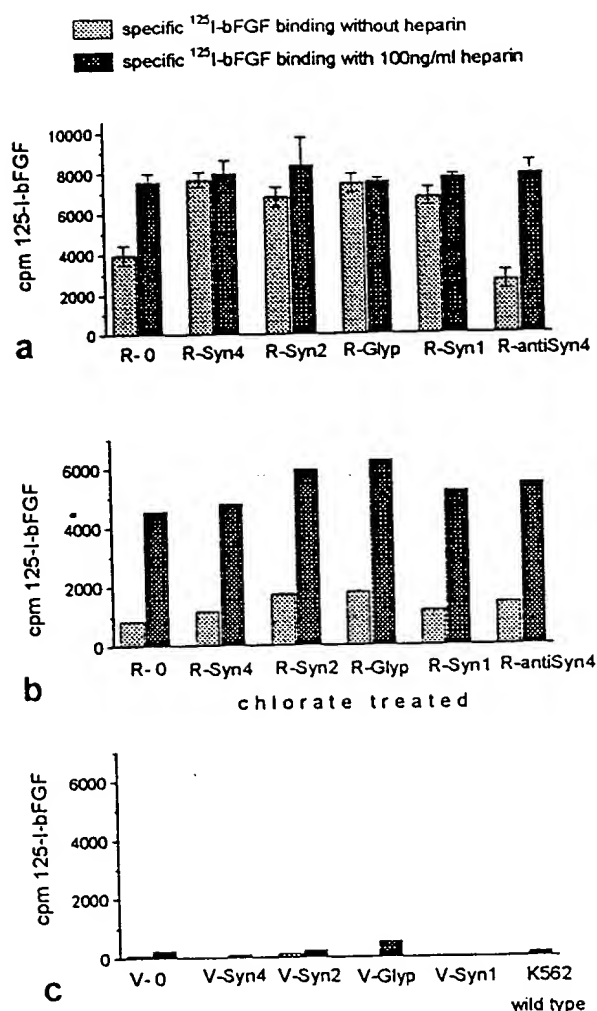 specific ¹²⁵I-bFGF binding without heparin
specific ¹²⁵I-bFGF binding with 100ng/ml heparin
cpm 125-I-bFGF
10000
8000
6000
4000
2000
0
R-0 R-Syn4 R-Syn2 R-Glyp R-Syn1 R-antiSyn4
a
cpm 125-I-bFGF
6000
4000
2000
0
R-0 R-Syn4 R-Syn2 R-Glyp R-Syn1 R-antiSyn4
b
chlorate treated
cpm 125-I-bFGF
6000
4000
2000
0
V-0 V-Syn4 V-Syn2 V-Glyp V-Syn1 K562
c
wild type